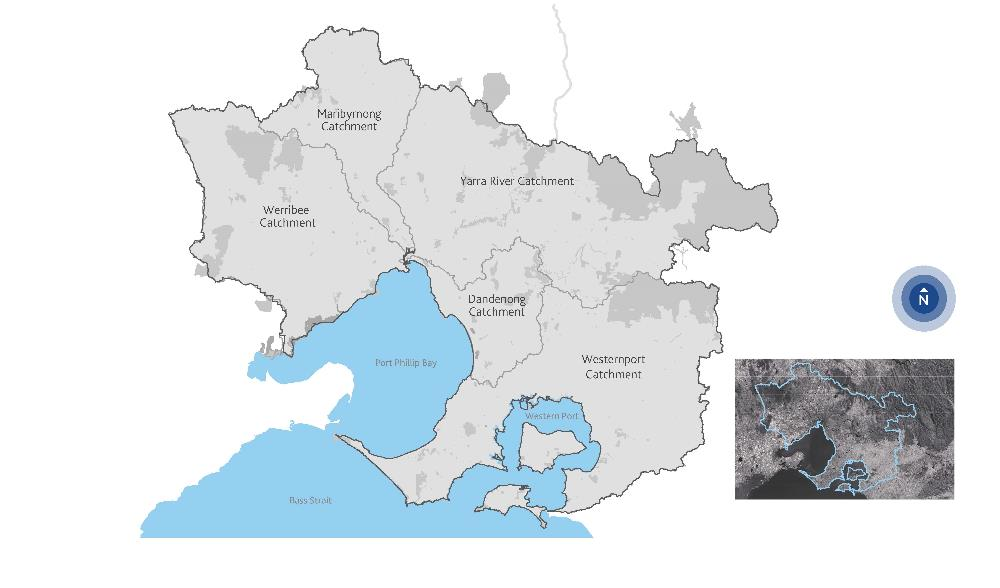 Maribyrnong
Catchment
Yarra River Catchment
Werribee
Catchment
Dandenong
Catchment
N
Port Phillip Bay
Westernport
Catchment
Western Port
Bass Strait